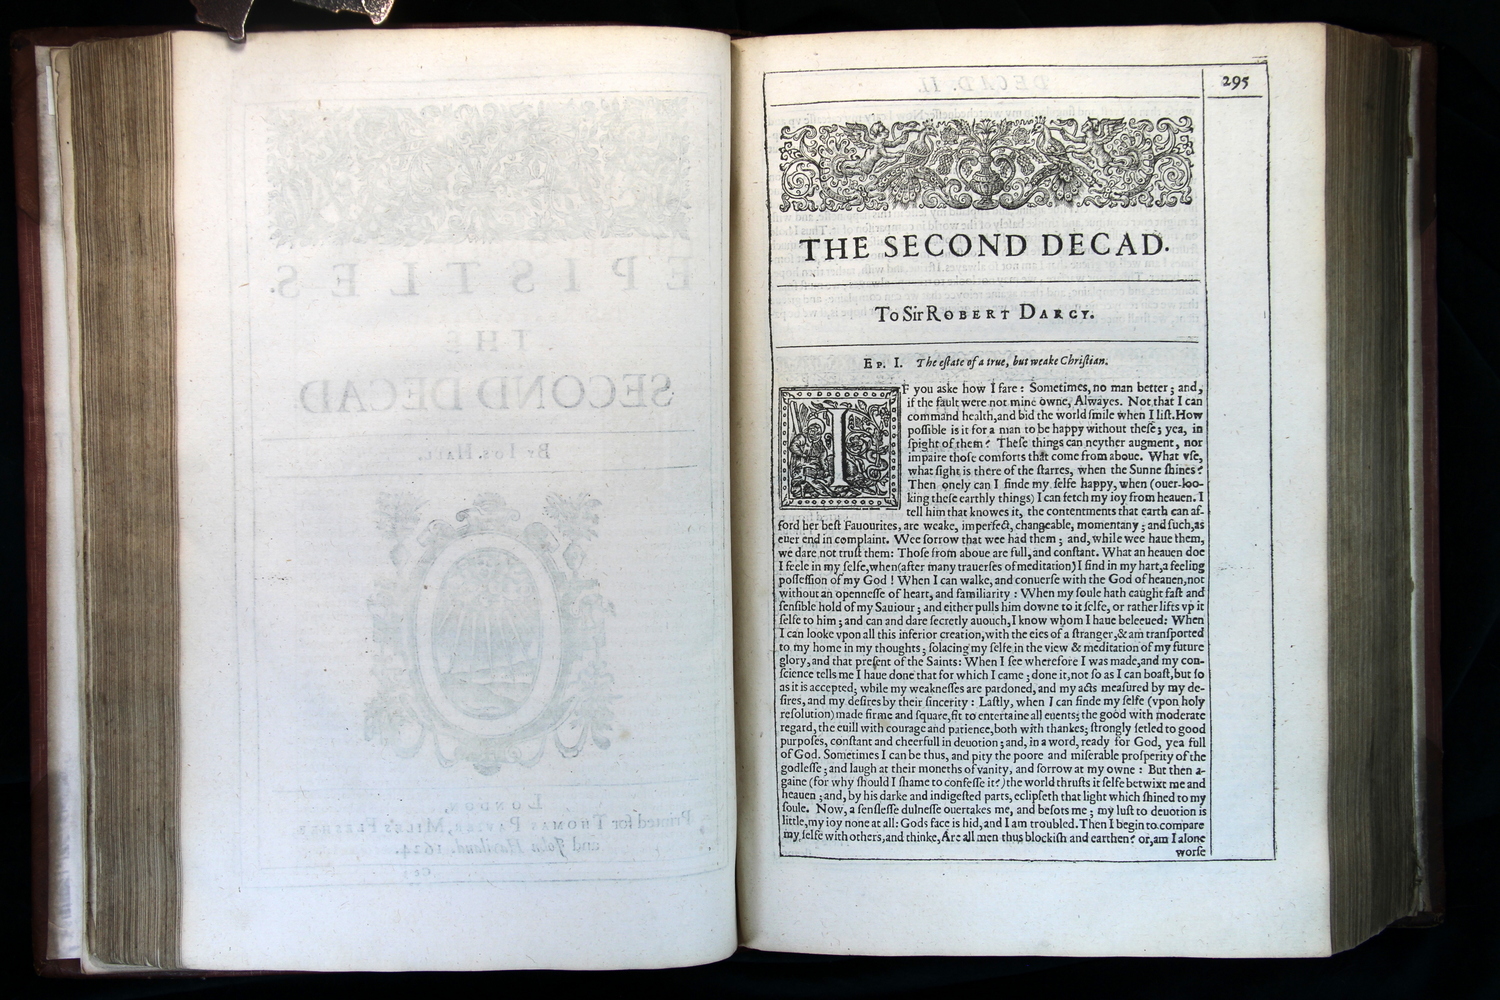 EPISTLES.
THE
SECOND DECAD
By Ios. Hall.
London,
Printed for Thomas Pavier, Miles Flesher,
and John Haviland. 1624.
295
THE SECOND DECAD.
To Sir ROBERT DARCY.
EP. I. The eſtate of a true, but weake Chriſtian.
IF you aske how I fare: Sometimes, no man better; and,
if the fault were not mine owne, Alwayes. Not that I can
command health, and bid the world ſmile when I liſt. How
poſſible is it for a man to be happy without theſe; yea, in
ſpight of them? Theſe things can neyther augment, nor
impaire thoſe comforts that come from aboue. What vſe,
what ſight is there of the ſtarres, when the Sunne ſhines?
Then onely can I finde my ſelfe happy, when (ouer-loo-
king theſe earthly things) I can fetch my ioy from heauen. I
tell him that knowes it, the contentments that earth can af-
ford her beſt Fauourites, are weake, imperfect, changeable, momentany; and ſuch, as
euer end in complaint. Wee ſorrow that wee had them; and, while wee haue them,
we dare not truſt them: Thoſe from aboue are full, and conſtant. What an heauen doe
I feele in my ſelfe, when (after many trauerſes of meditation) I find in my hart, a feeling
poſſeſſion of my God! When I can walke, and conuerſe with the God of heauen, not
without an openneſſe of heart, and familiarity: When my ſoule hath caught faſt and
ſenſible hold of my Sauiour; and either pulls him downe to it ſelfe, or rather lifts vp it
ſelfe to him; and can and dare ſecretly auouch, I know whom I haue beleeued: When
I can looke vpon all this inferior creation, with the eies of a ſtranger, & am tranſported
to my home in my thoughts; ſolacing my ſelfe in the view & meditation of my future
glory, and that preſent of the Saints: When I ſee wherefore I was made, and my con-
ſcience tells me I haue done that for which I came; done it, not ſo as I can boaſt, but ſo
as it is accepted; while my weakneſſes are pardoned, and my acts meaſured by my de-
ſires, and my deſires by their ſincerity: Laſtly, when I can finde my ſelfe (vpon holy
reſolution) made firme and ſquare, fit to entertaine all euents; the good with moderate
regard, the euill with courage and patience, both with thankes; ſtrongly ſetled to good
purpoſes, conſtant and cheerfull in deuotion; and, in a word, ready for God, yea full
of God. Sometimes I can be thus, and pity the poore and miſerable proſperity of the
godleſſe; and laugh at their moneths of vanity, and ſorrow at my owne: But then a-
gaine (for why ſhould I ſhame to confeſſe it?) the world thruſts it ſelfe betwixt me and
heauen; and, by his darke and indigeſted parts, eclipſeth that light which ſhined to my
ſoule. Now, a ſenſleſſe dulneſſe ouertakes me, and beſots me; my luſt to deuotion is
little, my ioy none at all: Gods face is hid, and I am troubled. Then I begin to compare
my ſelfe with others, and thinke, Are all men thus blockiſh and earthen? or, am I alone
worſe